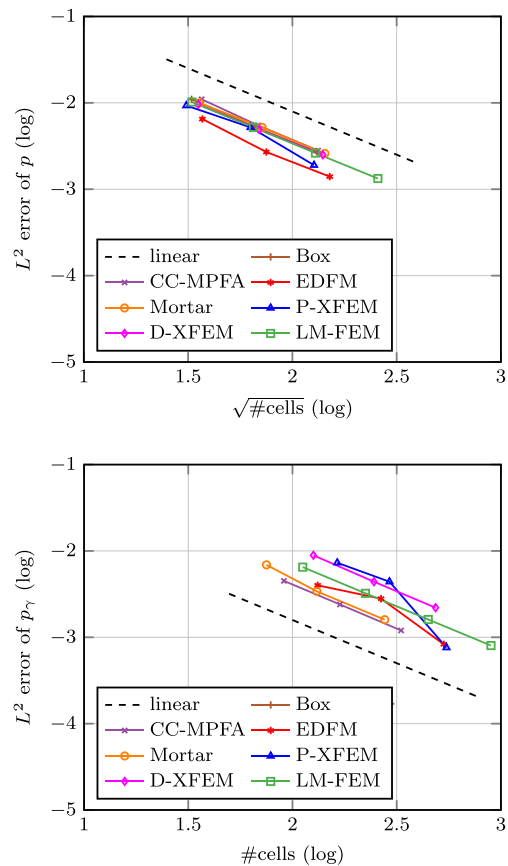 −1
−2
−3
−4
−5
L² error of p (log)
linear
Box
CC-MPFA
EDFM
Mortar
P-XFEM
D-XFEM
LM-FEM
1
1.5
2
2.5
3
√#cells (log)
−1
−2
−3
−4
−5
L² error of pγ (log)
linear
Box
CC-MPFA
EDFM
Mortar
P-XFEM
D-XFEM
LM-FEM
1
1.5
2
2.5
3
#cells (log)